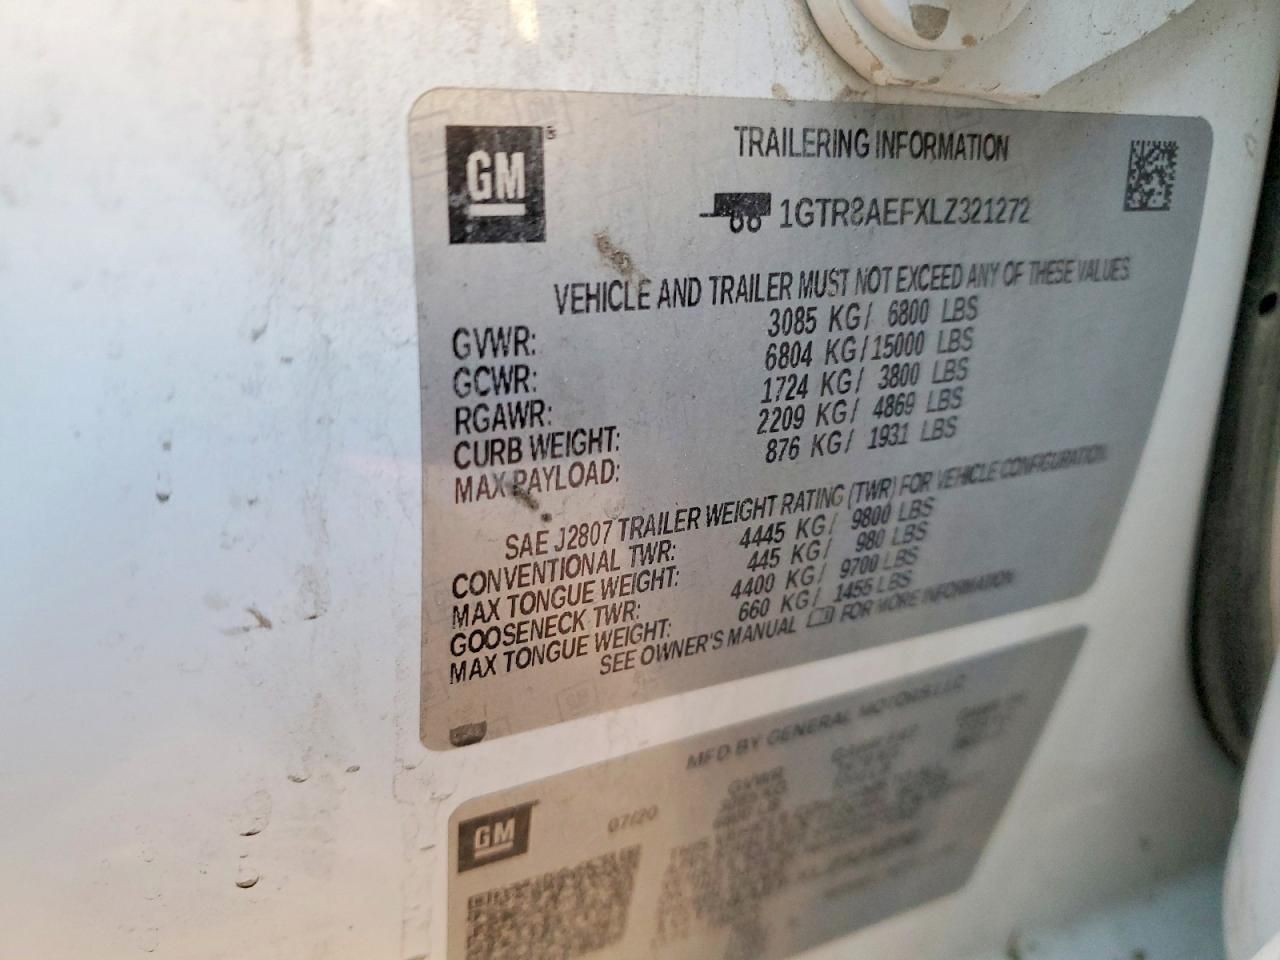 GM ®
TRAILERING INFORMATION
1GTR8AEFXLZ321272
VEHICLE AND TRAILER MUST NOT EXCEED ANY OF THESE VALUES.
GVWR: 3085 KG/ 6800 LBS
GCWR: 6804 KG/15000 LBS
RGAWR: 1724 KG/ 3800 LBS
CURB WEIGHT: 2209 KG/ 4869 LBS
MAX PAYLOAD: 876 KG/ 1931 LBS
SAE J2807 TRAILER WEIGHT RATING (TWR) FOR VEHICLE CONFIGURATION.
CONVENTIONAL TWR: 4445 KG/ 9800 LBS
MAX TONGUE WEIGHT: 445 KG/ 980 LBS
GOOSENECK TWR: 4400 KG/ 9700 LBS
MAX TONGUE WEIGHT: 660 KG/ 1455 LBS
SEE OWNER'S MANUAL FOR MORE INFORMATION
GM
MFD BY GENERAL MOTORS LLC
07/20
GVWR